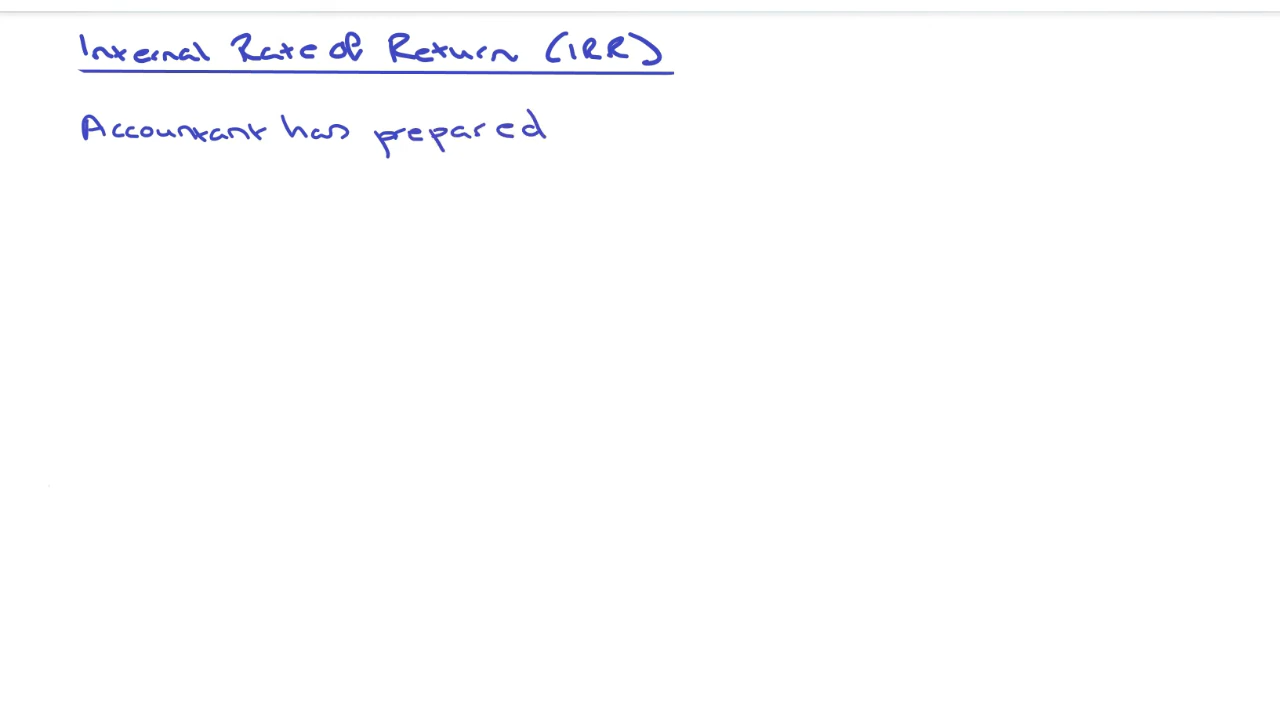 Internal Rate of Return (IRR)
Accountant has prepared